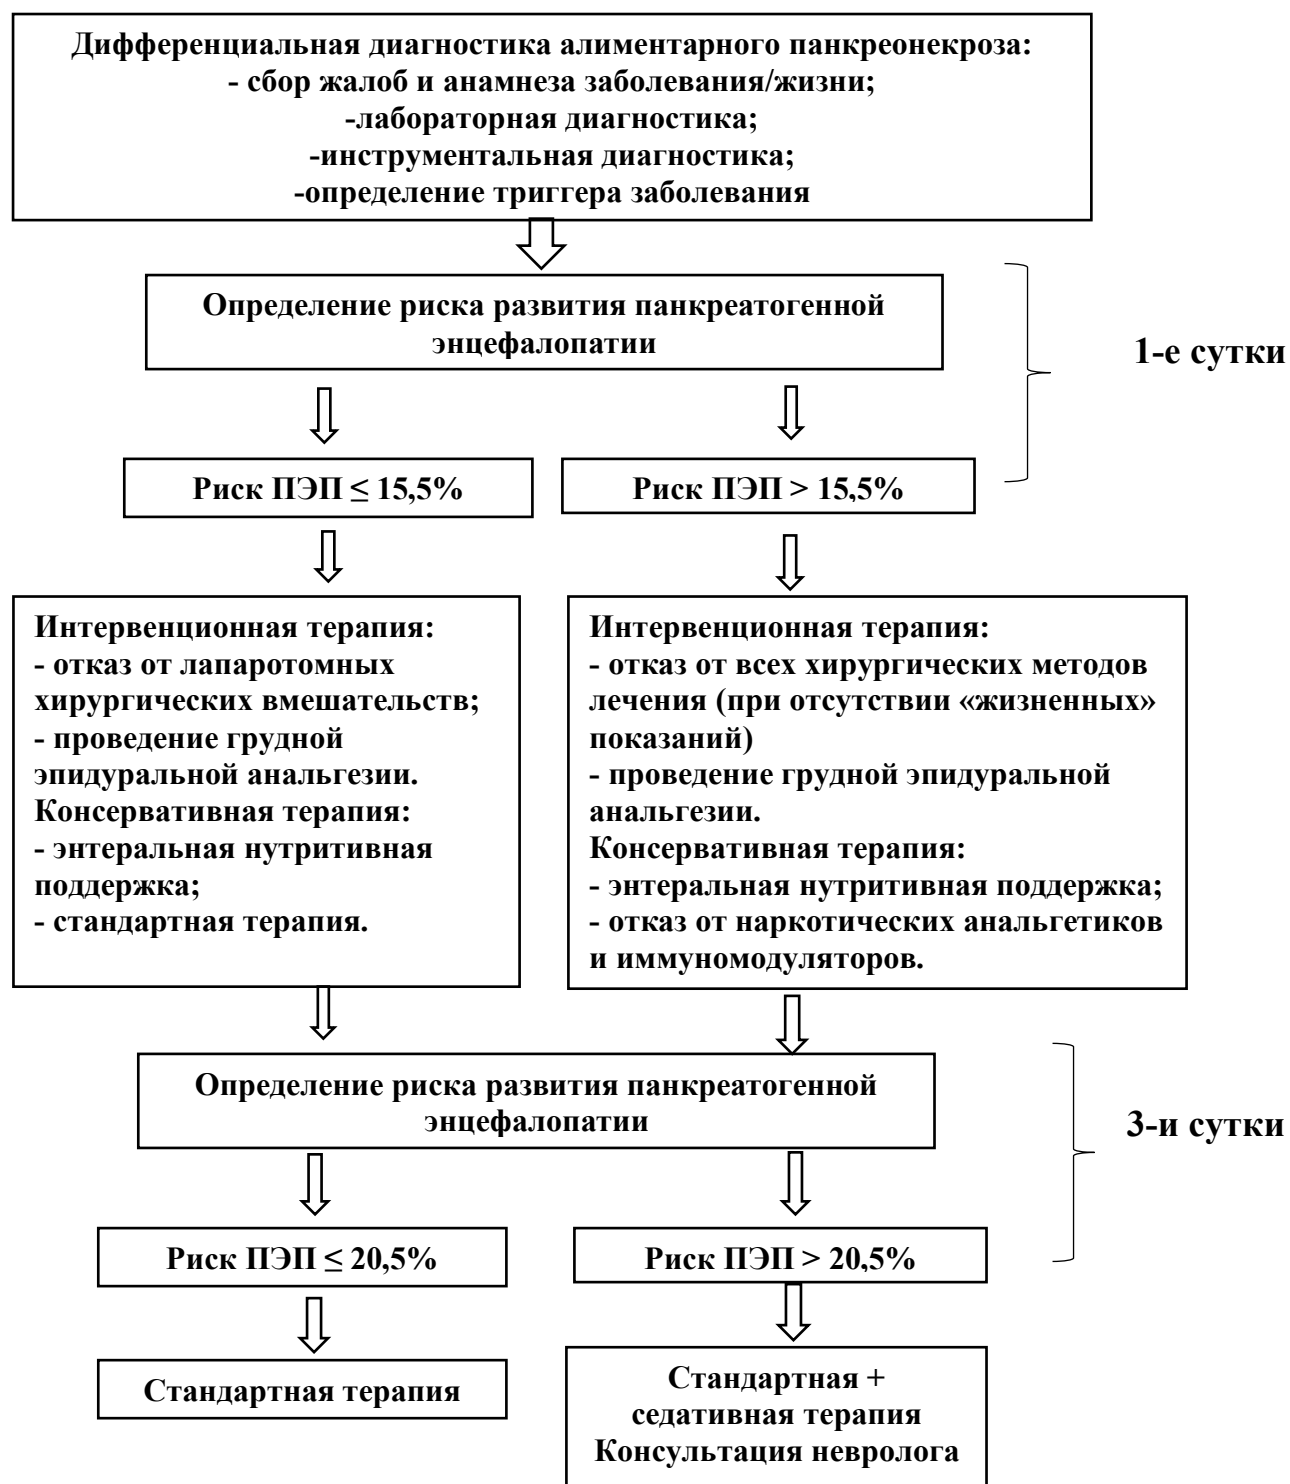 Дифференциальная диагностика алиментарного панкреонекроза:
- сбор жалоб и анамнеза заболевания/жизни;
-лабораторная диагностика;
-инструментальная диагностика;
-определение триггера заболевания
Определение риска развития панкреатогенной
энцефалопатии
1-е сутки
Риск ПЭП ≤ 15,5%
Риск ПЭП > 15,5%
Интервенционная терапия:
- отказ от лапаротомных
хирургических вмешательств;
- проведение грудной
эпидуральной анальгезии.
Консервативная терапия:
- энтеральная нутритивная
поддержка;
- стандартная терапия.
Интервенционная терапия:
- отказ от всех хирургических методов
лечения (при отсутствии «жизненных»
показаний)
- проведение грудной эпидуральной
анальгезии.
Консервативная терапия:
- энтеральная нутритивная поддержка;
- отказ от наркотических анальгетиков
и иммуномодуляторов.
Определение риска развития панкреатогенной
энцефалопатии
3-и сутки
Риск ПЭП ≤ 20,5%
Риск ПЭП > 20,5%
Стандартная терапия
Стандартная +
седативная терапия
Консультация невролога